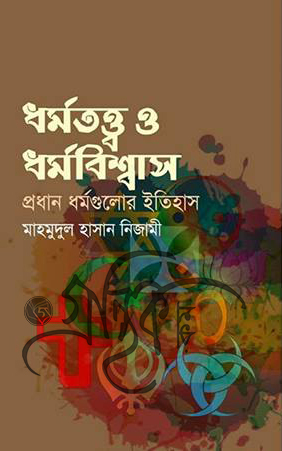 ধর্মতত্ত্ব ও
ধর্মবিশ্বাস
প্রধান ধর্মগুলোর ইতিহাস
মাহমুদুল হাসান নিজামী